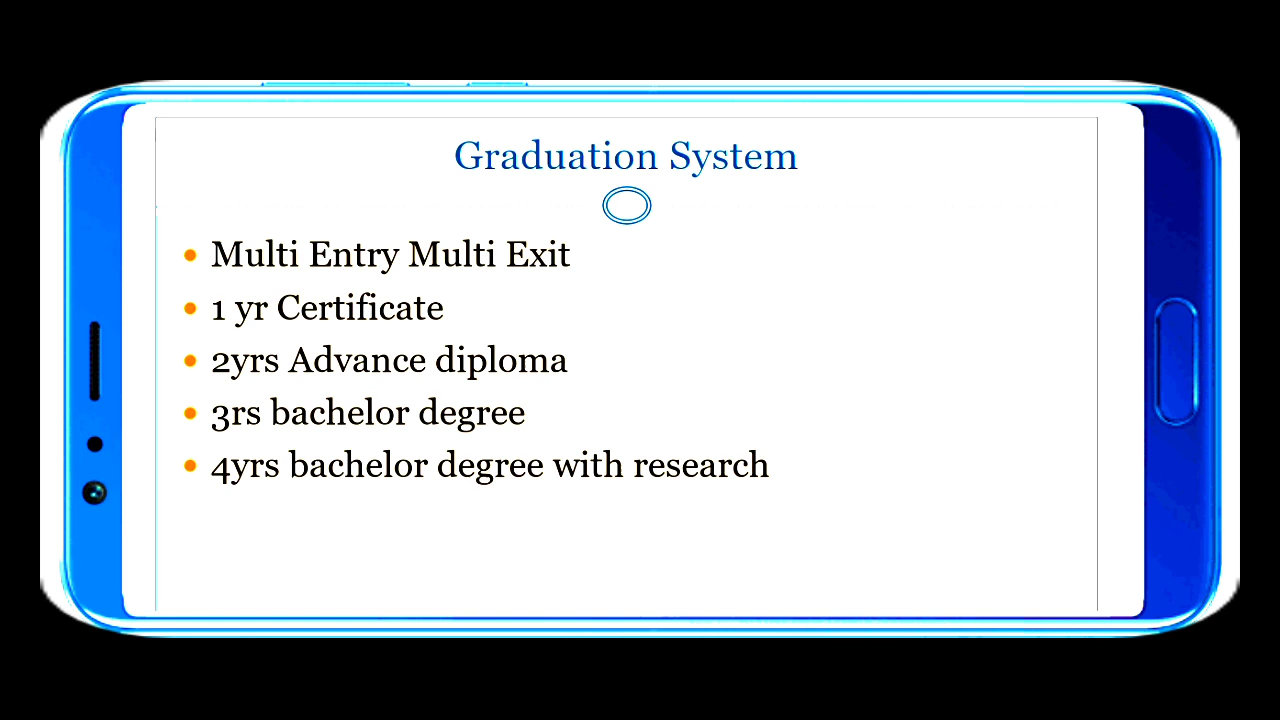 Graduation System
Multi Entry Multi Exit
1 yr Certificate
2yrs Advance diploma
3rs bachelor degree
4yrs bachelor degree with research